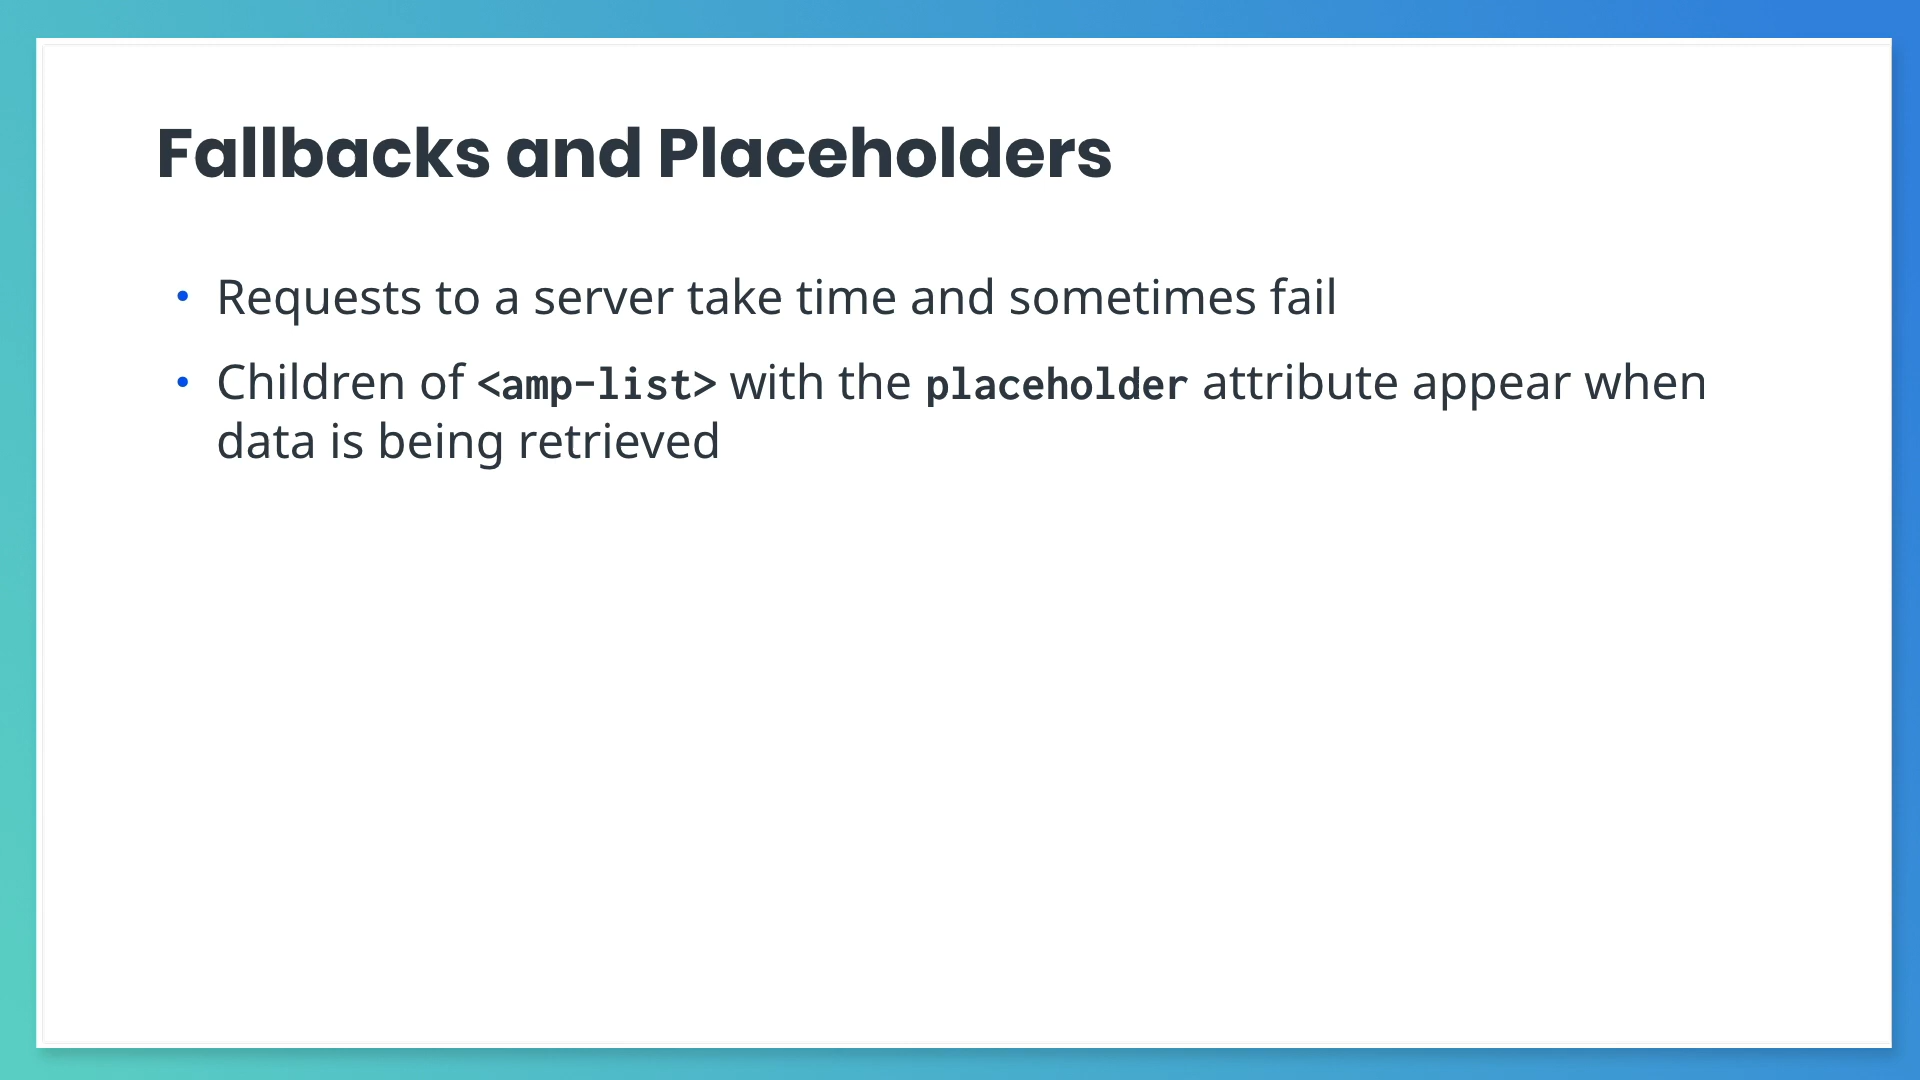 Fallbacks and Placeholders
• Requests to a server take time and sometimes fail
• Children of <amp-list> with the placeholder attribute appear when
data is being retrieved